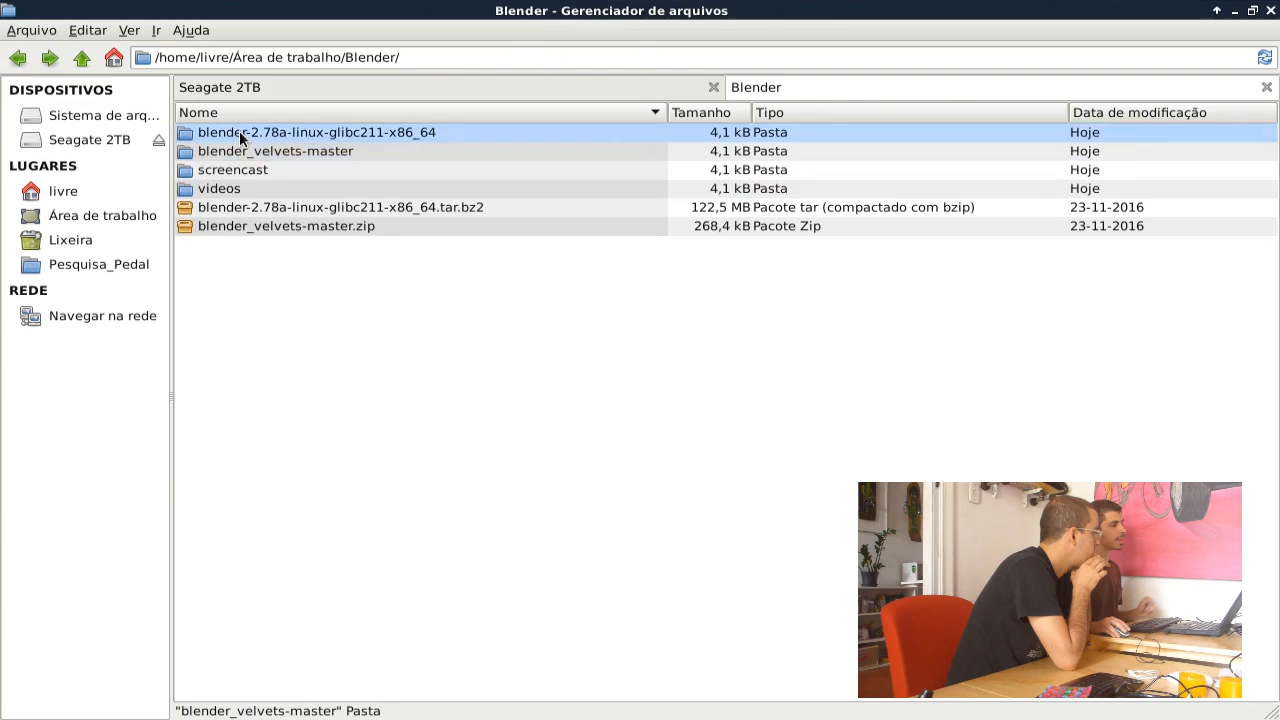 Blender - Gerenciador de arquivos
Arquivo Editar Ver Ir Ajuda
/home/livre/Área de trabalho/Blender/
DISPOSITIVOS
Sistema de arq...
Seagate 2TB
LUGARES
livre
Área de trabalho
Lixeira
Pesquisa_Pedal
REDE
Navegar na rede
Seagate 2TB Blender
Nome Tamanho Tipo Data de modificação
blender-2.78a-linux-glibc211-x86_64 4,1 kB Pasta Hoje
blender_velvets-master 4,1 kB Pasta Hoje
screencast 4,1 kB Pasta Hoje
videos 4,1 kB Pasta Hoje
blender-2.78a-linux-glibc211-x86_64.tar.bz2 122,5 MB Pacote tar (compactado com bzip) 23-11-2016
blender_velvets-master.zip 268,4 kB Pacote Zip 23-11-2016
"blender_velvets-master" Pasta